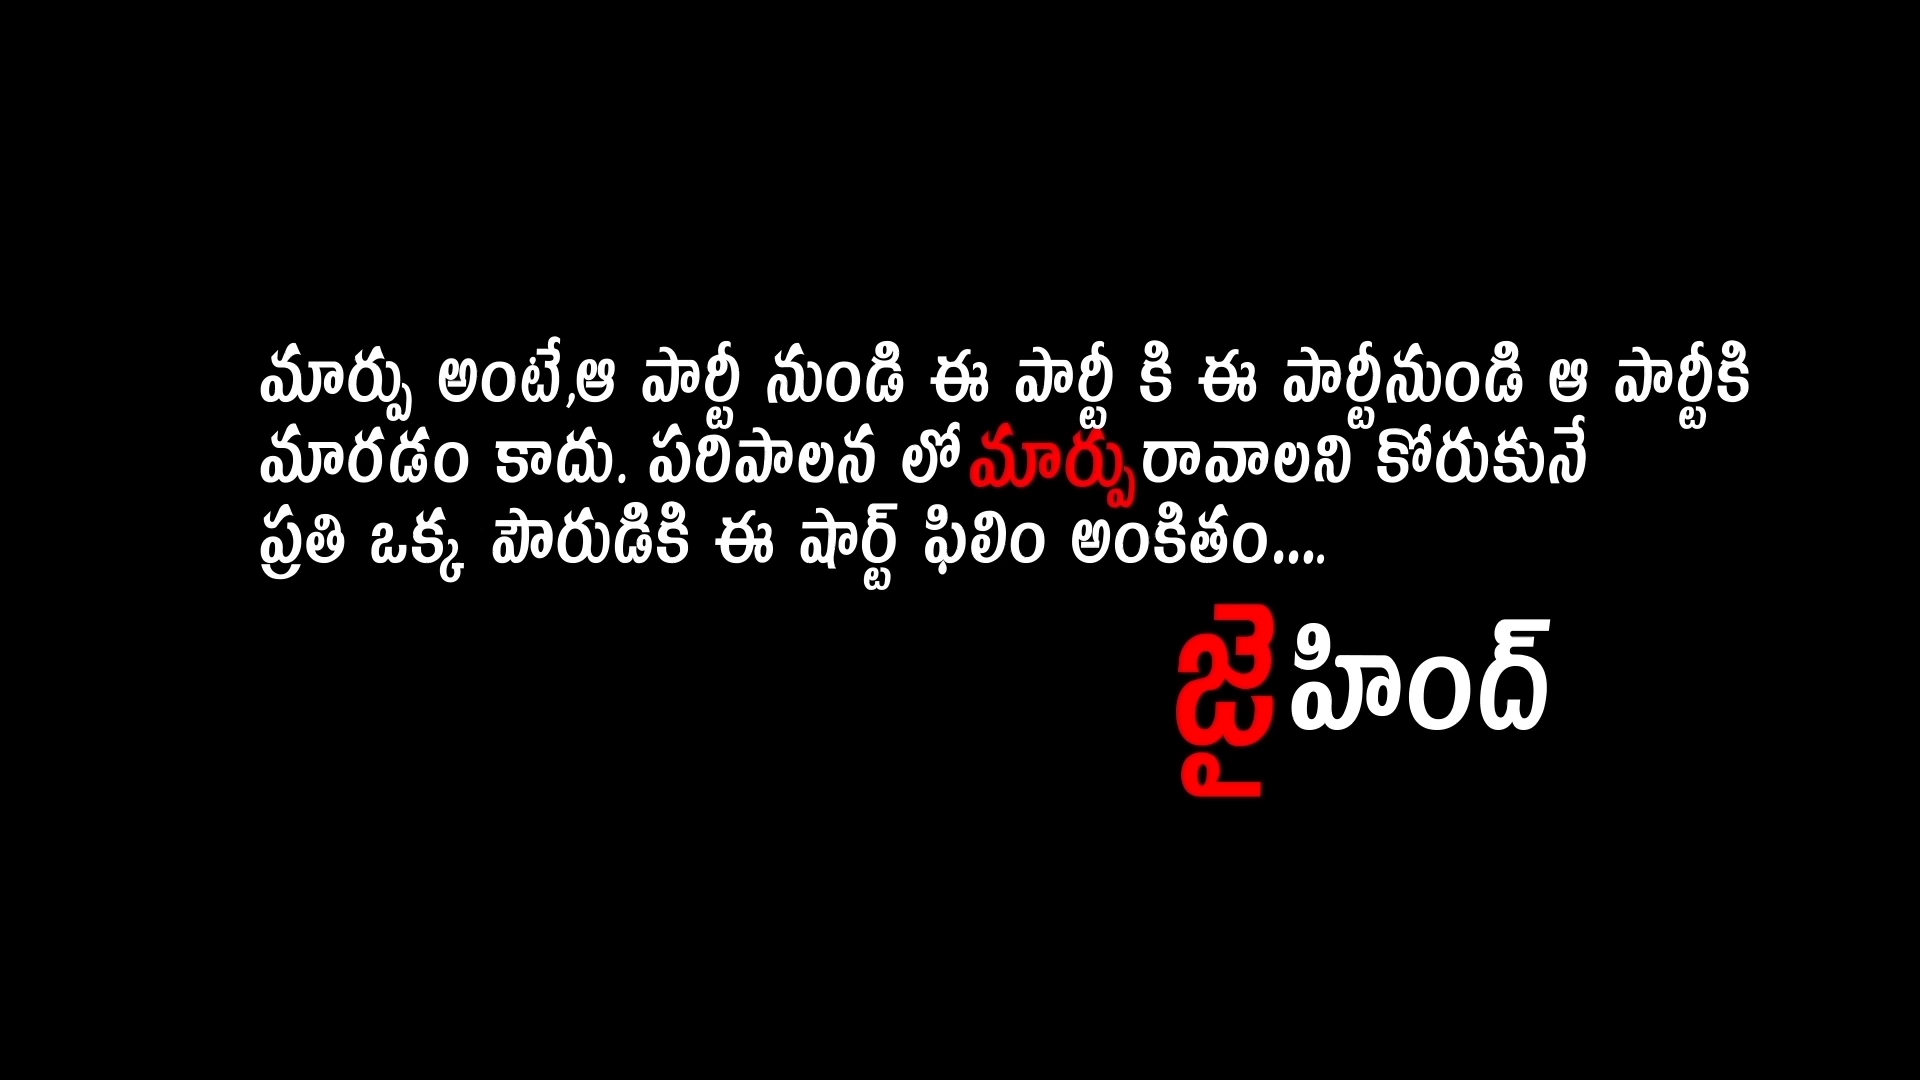 మార్పు అంటే,ఆ పార్టీ నుండి ఈ పార్టీ కి ఈ పార్టీనుండి ఆ పార్టీకి
మారడం కాదు. పరిపాలన లో మార్పు రావాలని కోరుకునే
ప్రతి ఒక్క పౌరుడికి ఈ షార్ట్ ఫిలిం అంకితం....
జై హింద్